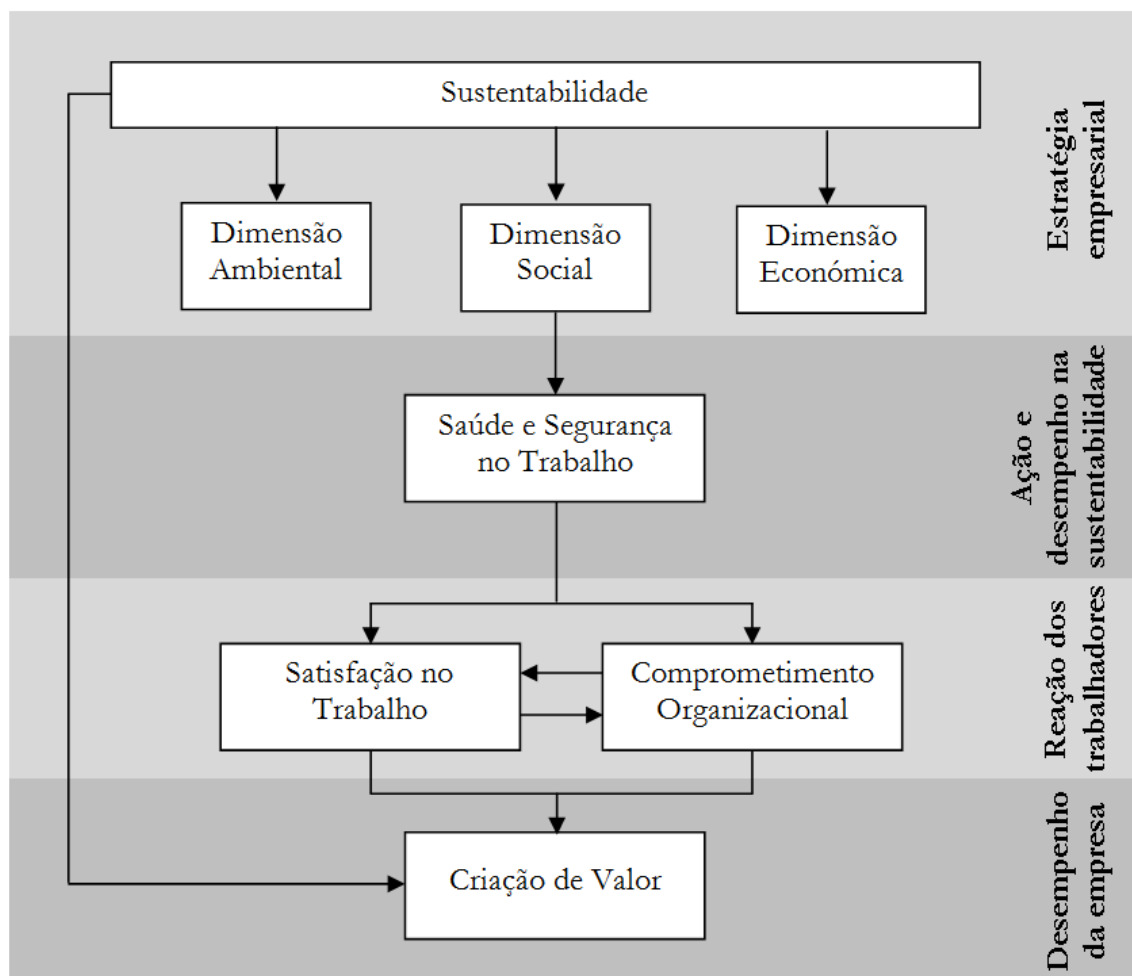 Sustentabilidade
Dimensão
Ambiental
Dimensão
Social
Dimensão
Económica
Estratégia
empresarial
Saúde e Segurança
no Trabalho
Ação e
desempenho na
sustentabilidade
Satisfação no
Trabalho
Comprometimento
Organizacional
Reação dos
trabalhadores
Criação de Valor
Desempenho
da empresa